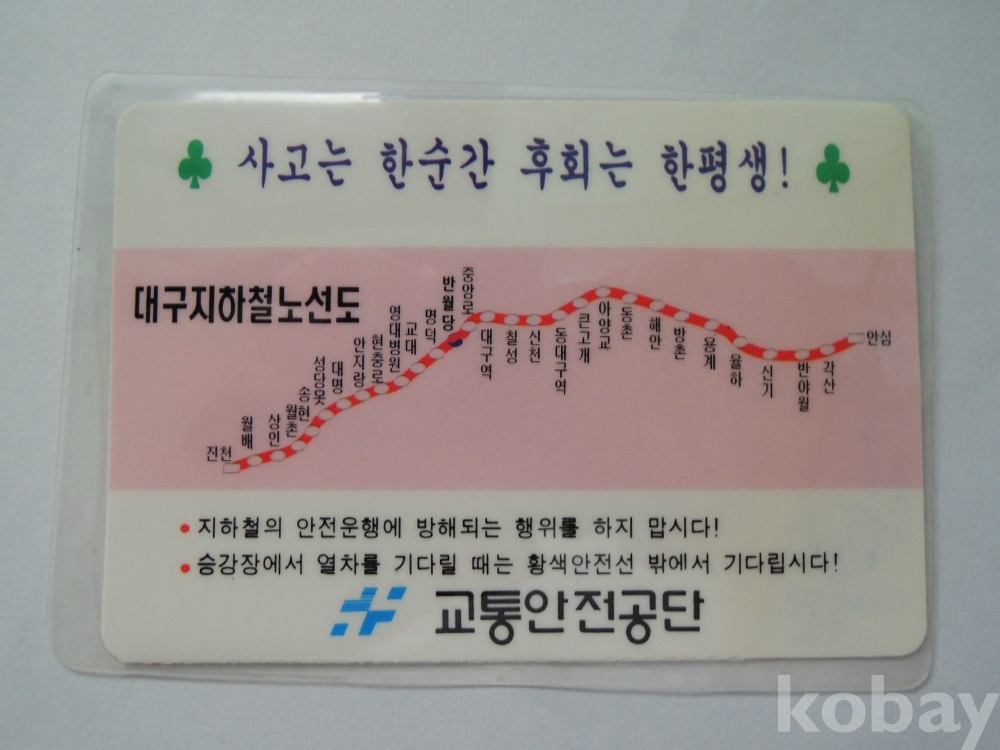 사고는 한순간 후회는 한평생!
대구지하철노선도
진천
월배
상인
월촌
송현
성당못
대명
안지랑
현충로
영대병원
교대
명덕
반월당
중앙로
대구역
칠성
신천
동대구역
큰고개
아양교
동촌
해안
방촌
용계
율하
신기
반야월
각산
안심
지하철의 안전운행에 방해되는 행위를 하지 맙시다!
승강장에서 열차를 기다릴 때는 황색안전선 밖에서 기다립시다!
교통안전공단
kobay